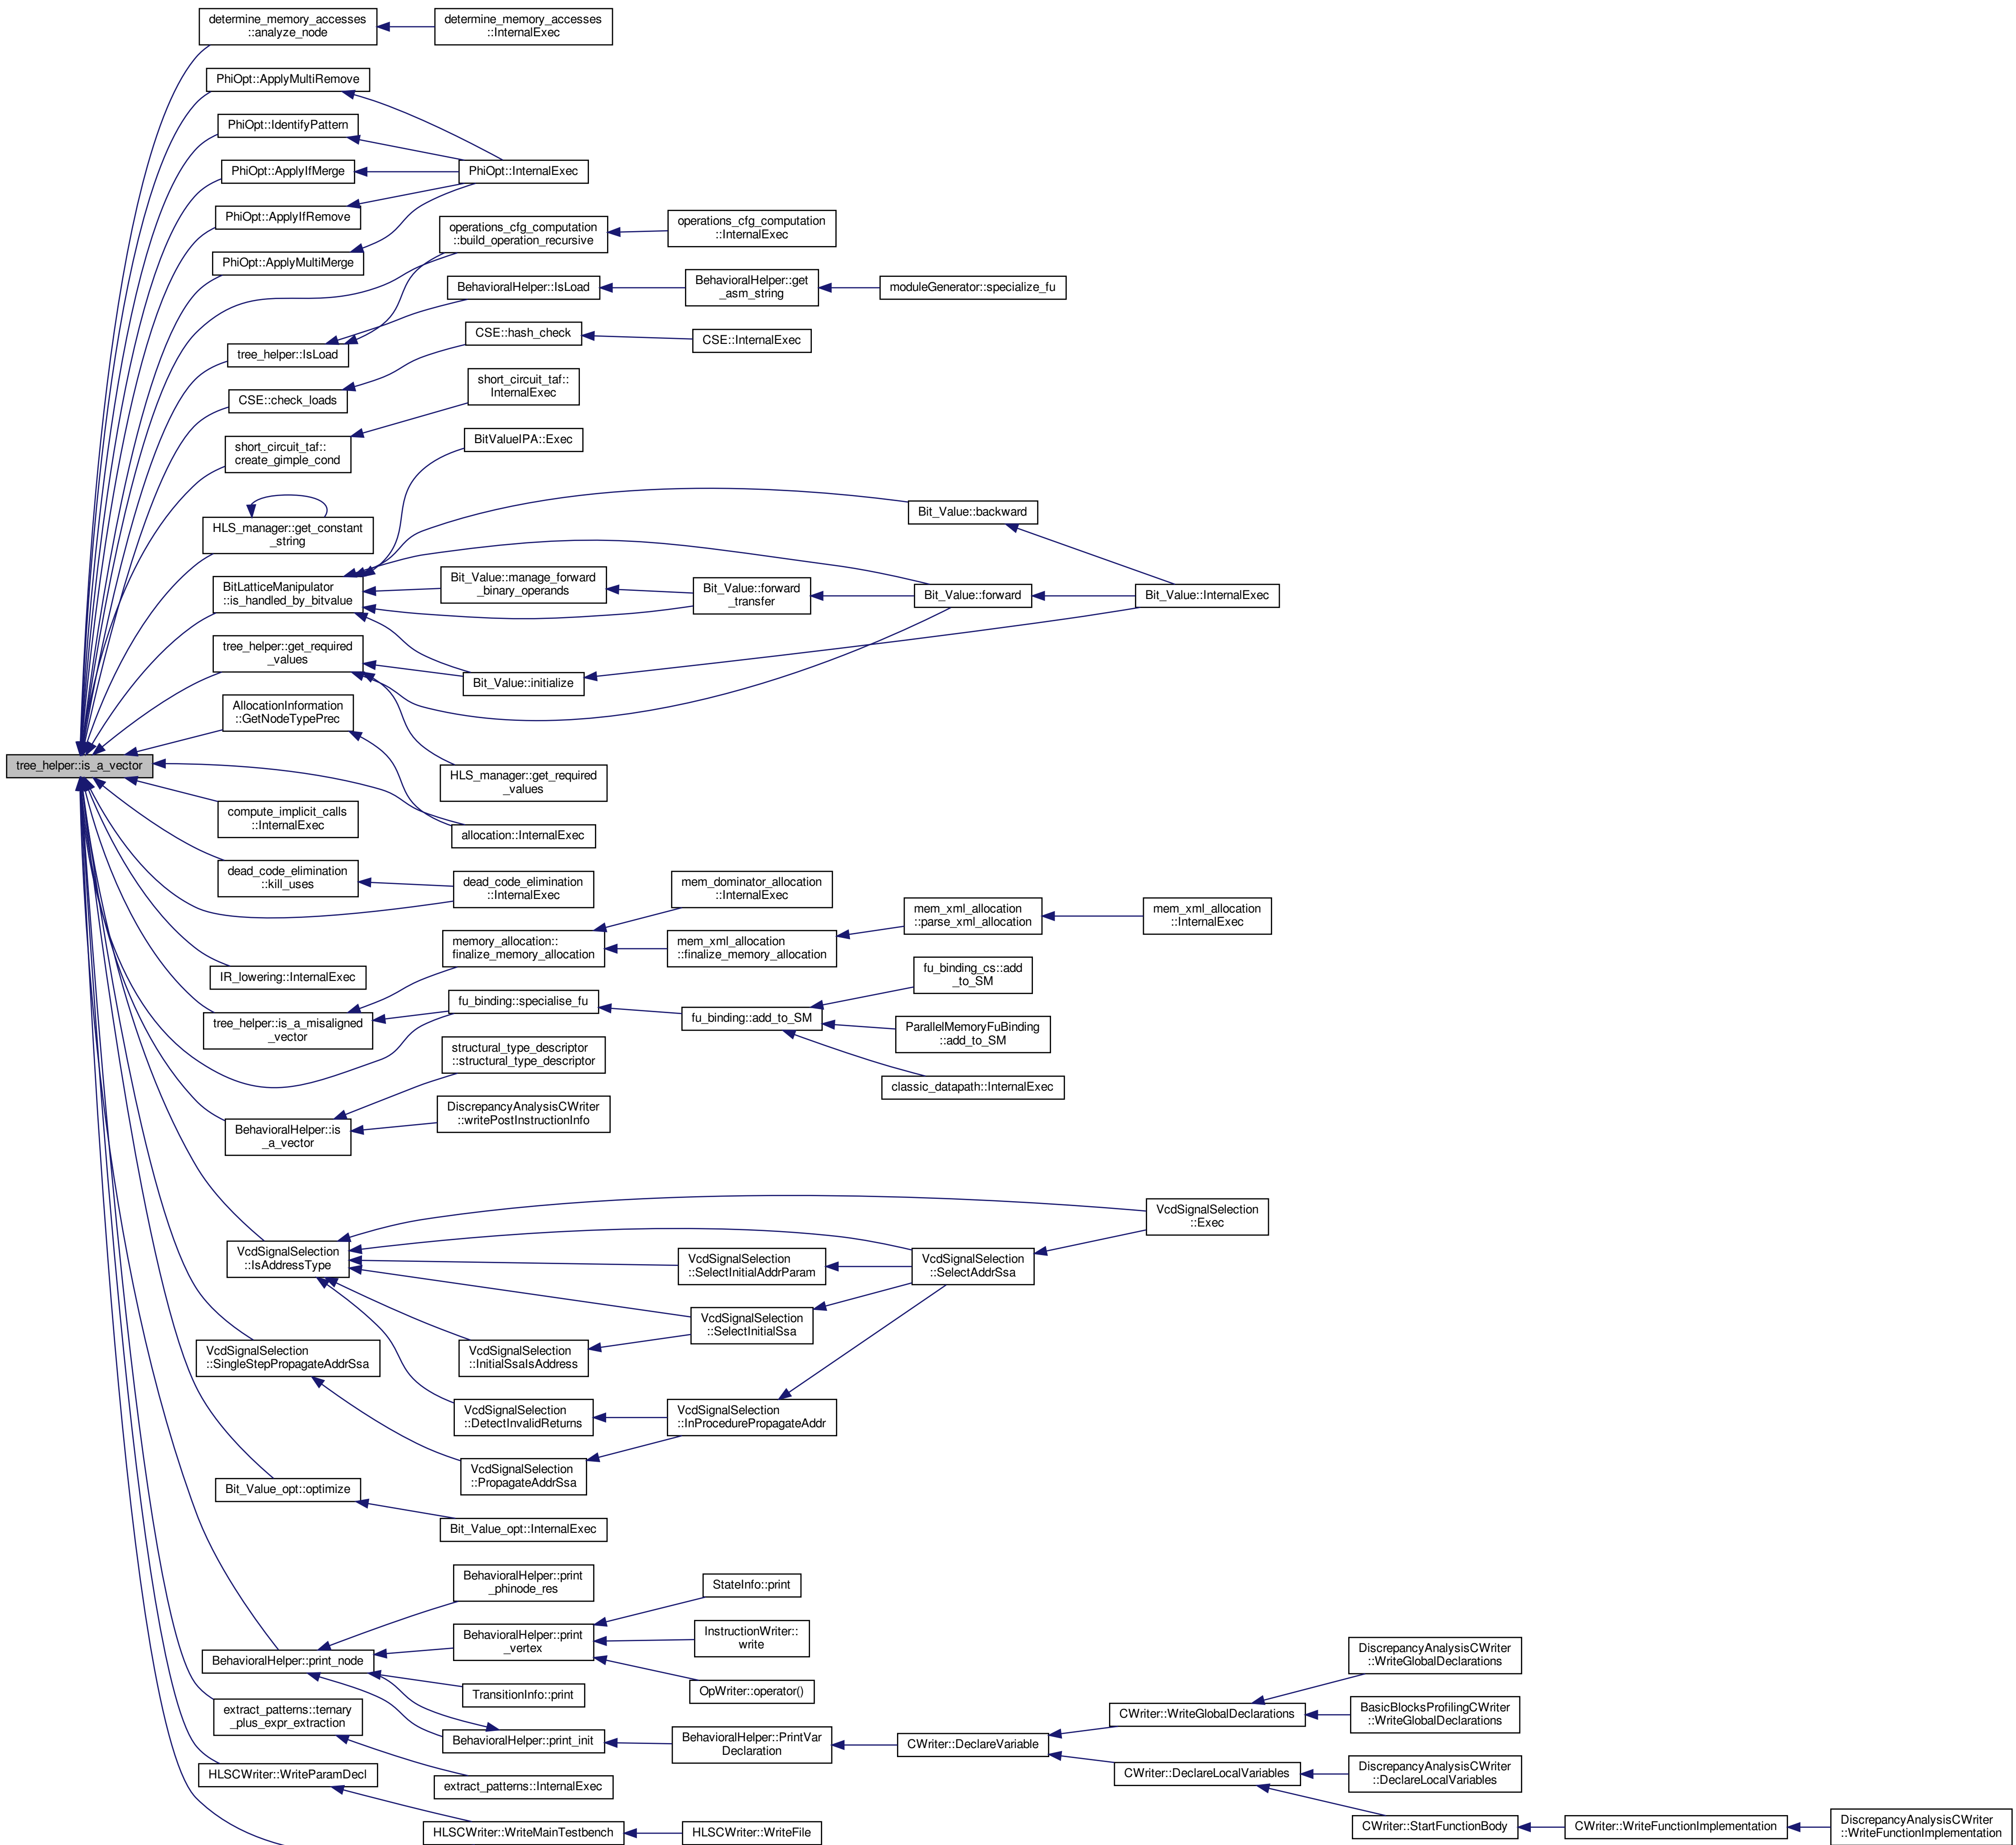 determine_memory_accesses
::analyze_node
determine_memory_accesses
::InternalExec
PhiOpt::ApplyMultiRemove
PhiOpt::IdentifyPattern
PhiOpt::ApplyIfMerge
PhiOpt::InternalExec
PhiOpt::ApplyIfRemove
operations_cfg_computation
::build_operation_recursive
operations_cfg_computation
::InternalExec
PhiOpt::ApplyMultiMerge
BehavioralHelper::IsLoad
BehavioralHelper::get
_asm_string
moduleGenerator::specialize_fu
CSE::hash_check
CSE::InternalExec
tree_helper::IsLoad
short_circuit_taf::
InternalExec
CSE::check_loads
short_circuit_taf::
create_gimple_cond
BitValueIPA::Exec
HLS_manager::get_constant
_string
Bit_Value::backward
BitLatticeManipulator
::is_handled_by_bitvalue
Bit_Value::manage_forward
_binary_operands
Bit_Value::forward
_transfer
Bit_Value::forward
Bit_Value::InternalExec
tree_helper::get_required
_values
Bit_Value::initialize
AllocationInformation
::GetNodeTypePrec
tree_helper::is_a_vector
HLS_manager::get_required
_values
compute_implicit_calls
::InternalExec
allocation::InternalExec
dead_code_elimination
::kill_uses
dead_code_elimination
::InternalExec
mem_dominator_allocation
::InternalExec
mem_xml_allocation
::parse_xml_allocation
mem_xml_allocation
::InternalExec
memory_allocation::
finalize_memory_allocation
mem_xml_allocation
::finalize_memory_allocation
IR_lowering::InternalExec
fu_binding_cs::add
_to_SM
fu_binding::specialise_fu
tree_helper::is_a_misaligned
_vector
fu_binding::add_to_SM
ParallelMemoryFuBinding
::add_to_SM
structural_type_descriptor
::structural_type_descriptor
classic_datapath::InternalExec
DiscrepancyAnalysisCWriter
::writePostInstructionInfo
BehavioralHelper::is
_a_vector
VcdSignalSelection
::Exec
VcdSignalSelection
::IsAddressType
VcdSignalSelection
::SelectInitialAddrParam
VcdSignalSelection
::SelectAddrSsa
VcdSignalSelection
::SelectInitialSsa
VcdSignalSelection
::SingleStepPropagateAddrSsa
VcdSignalSelection
::InitialSsaIsAddress
VcdSignalSelection
::DetectInvalidReturns
VcdSignalSelection
::InProcedurePropagateAddr
VcdSignalSelection
::PropagateAddrSsa
Bit_Value_opt::optimize
Bit_Value_opt::InternalExec
BehavioralHelper::print
_phinode_res
StateInfo::print
BehavioralHelper::print
_vertex
InstructionWriter::
write
BehavioralHelper::print_node
DiscrepancyAnalysisCWriter
::WriteGlobalDeclarations
TransitionInfo::print
OpWriter::operator()
extract_patterns::ternary
_plus_expr_extraction
CWriter::WriteGlobalDeclarations
BasicBlocksProfilingCWriter
::WriteGlobalDeclarations
BehavioralHelper::print_init
BehavioralHelper::PrintVar
Declaration
CWriter::DeclareVariable
HLSCWriter::WriteParamDecl
extract_patterns::InternalExec
CWriter::DeclareLocalVariables
DiscrepancyAnalysisCWriter
::DeclareLocalVariables
HLSCWriter::WriteMainTestbench
HLSCWriter::WriteFile
CWriter::StartFunctionBody
CWriter::WriteFunctionImplementation
DiscrepancyAnalysisCWriter
::WriteFunctionImplementation